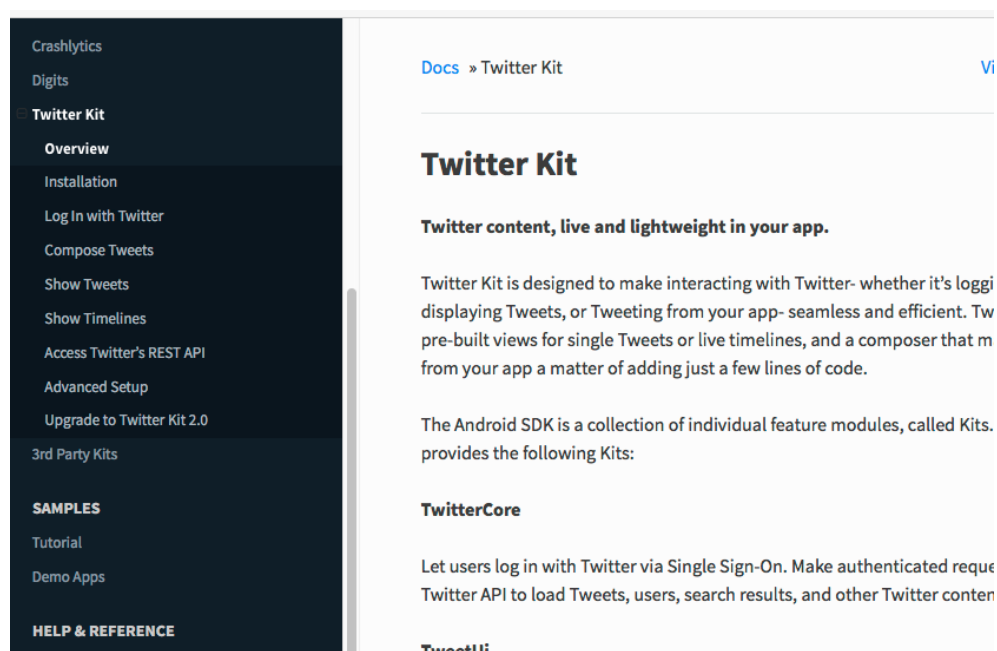 Crashlytics
Digits
Twitter Kit
Overview
Installation
Log In with Twitter
Compose Tweets
Show Tweets
Show Timelines
Access Twitter's REST API
Advanced Setup
Upgrade to Twitter Kit 2.0
3rd Party Kits
SAMPLES
Tutorial
Demo Apps
HELP & REFERENCE
Docs » Twitter Kit
Twitter Kit
Twitter content, live and lightweight in your app.
Twitter Kit is designed to make interacting with Twitter- whether it's
displaying Tweets, or Tweeting from your app- seamless and efficient.
pre-built views for single Tweets or live timelines, and a composer that
from your app a matter of adding just a few lines of code.
The Android SDK is a collection of individual feature modules, called Kits.
provides the following Kits:
TwitterCore
Let users log in with Twitter via Single Sign-On. Make authenticated
Twitter API to load Tweets, users, search results, and other Twitter